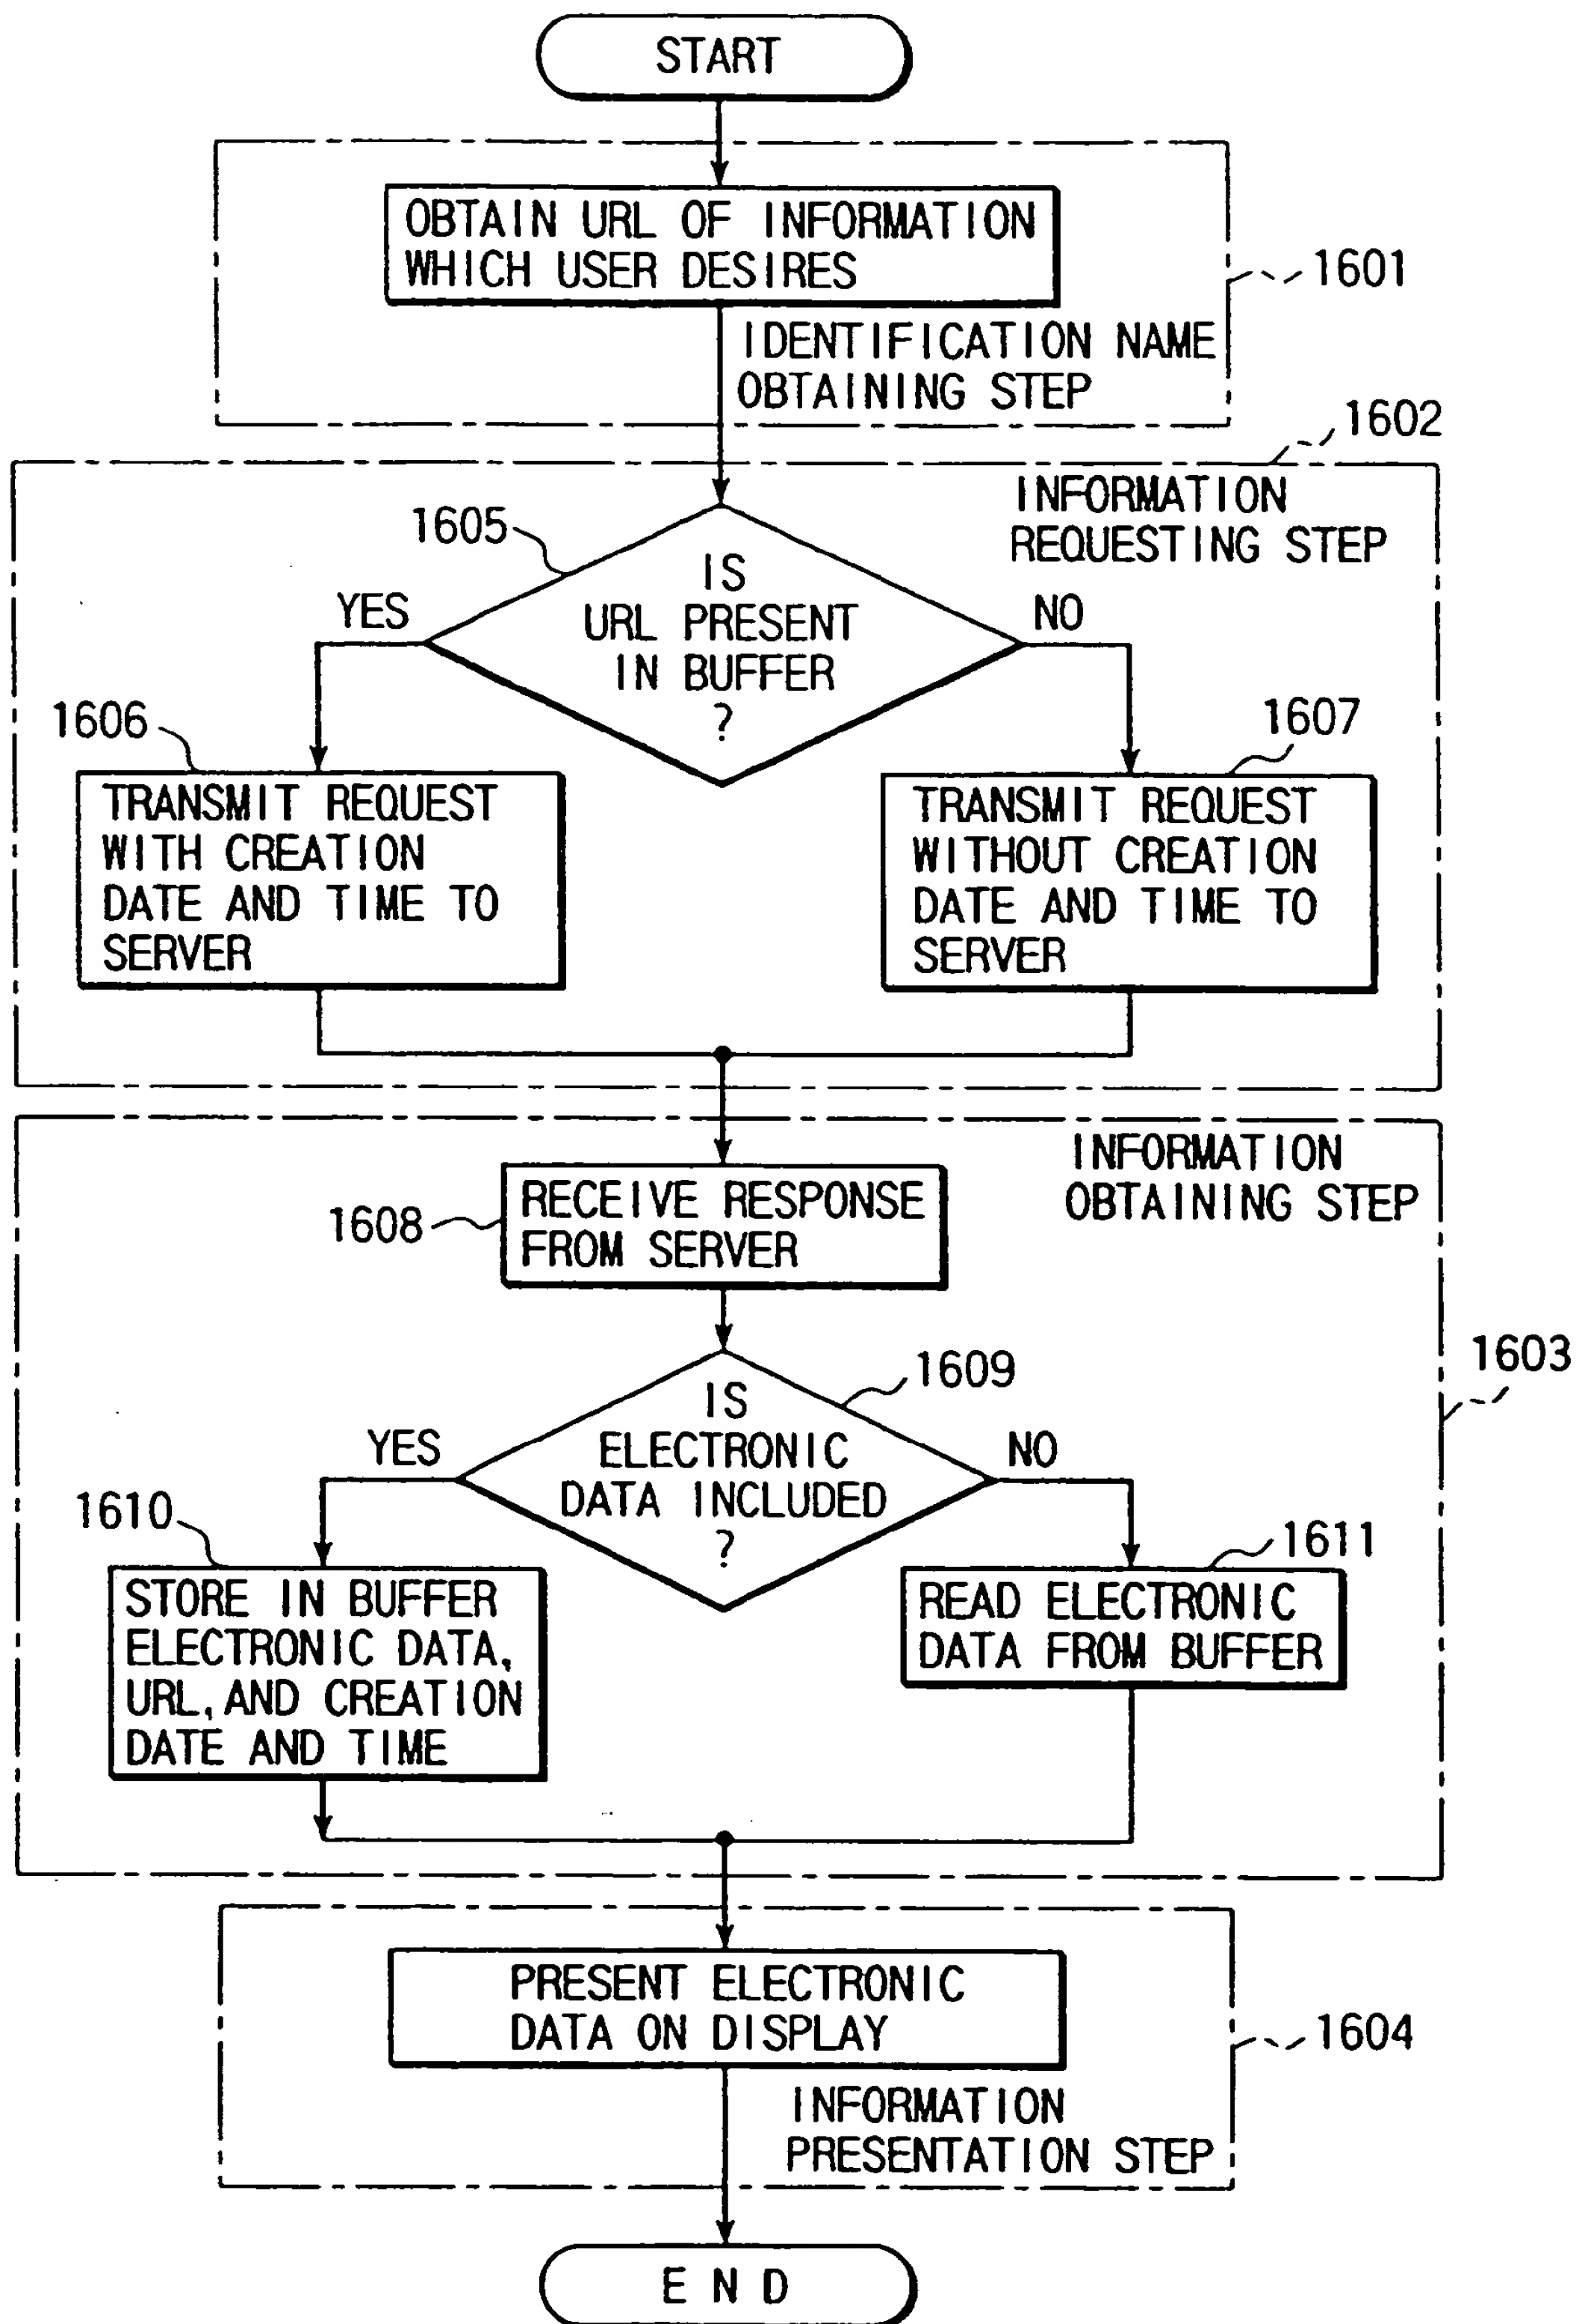 START
OBTAIN URL OF INFORMATION
WHICH USER DESIRES
1601
IDENTIFICATION NAME
OBTAINING STEP
1602
INFORMATION
REQUESTING STEP
1605
IS
URL PRESENT
IN BUFFER
?
YES
NO
1606
1607
TRANSMIT REQUEST
WITH CREATION
DATE AND TIME TO
SERVER
TRANSMIT REQUEST
WITHOUT CREATION
DATE AND TIME TO
SERVER
INFORMATION
OBTAINING STEP
1608
RECEIVE RESPONSE
FROM SERVER
1603
1609
IS
ELECTRONIC
DATA INCLUDED
?
YES
NO
1610
1611
STORE IN BUFFER
ELECTRONIC DATA,
URL, AND CREATION
DATE AND TIME
READ ELECTRONIC
DATA FROM BUFFER
PRESENT ELECTRONIC
DATA ON DISPLAY
1604
INFORMATION
PRESENTATION STEP
END